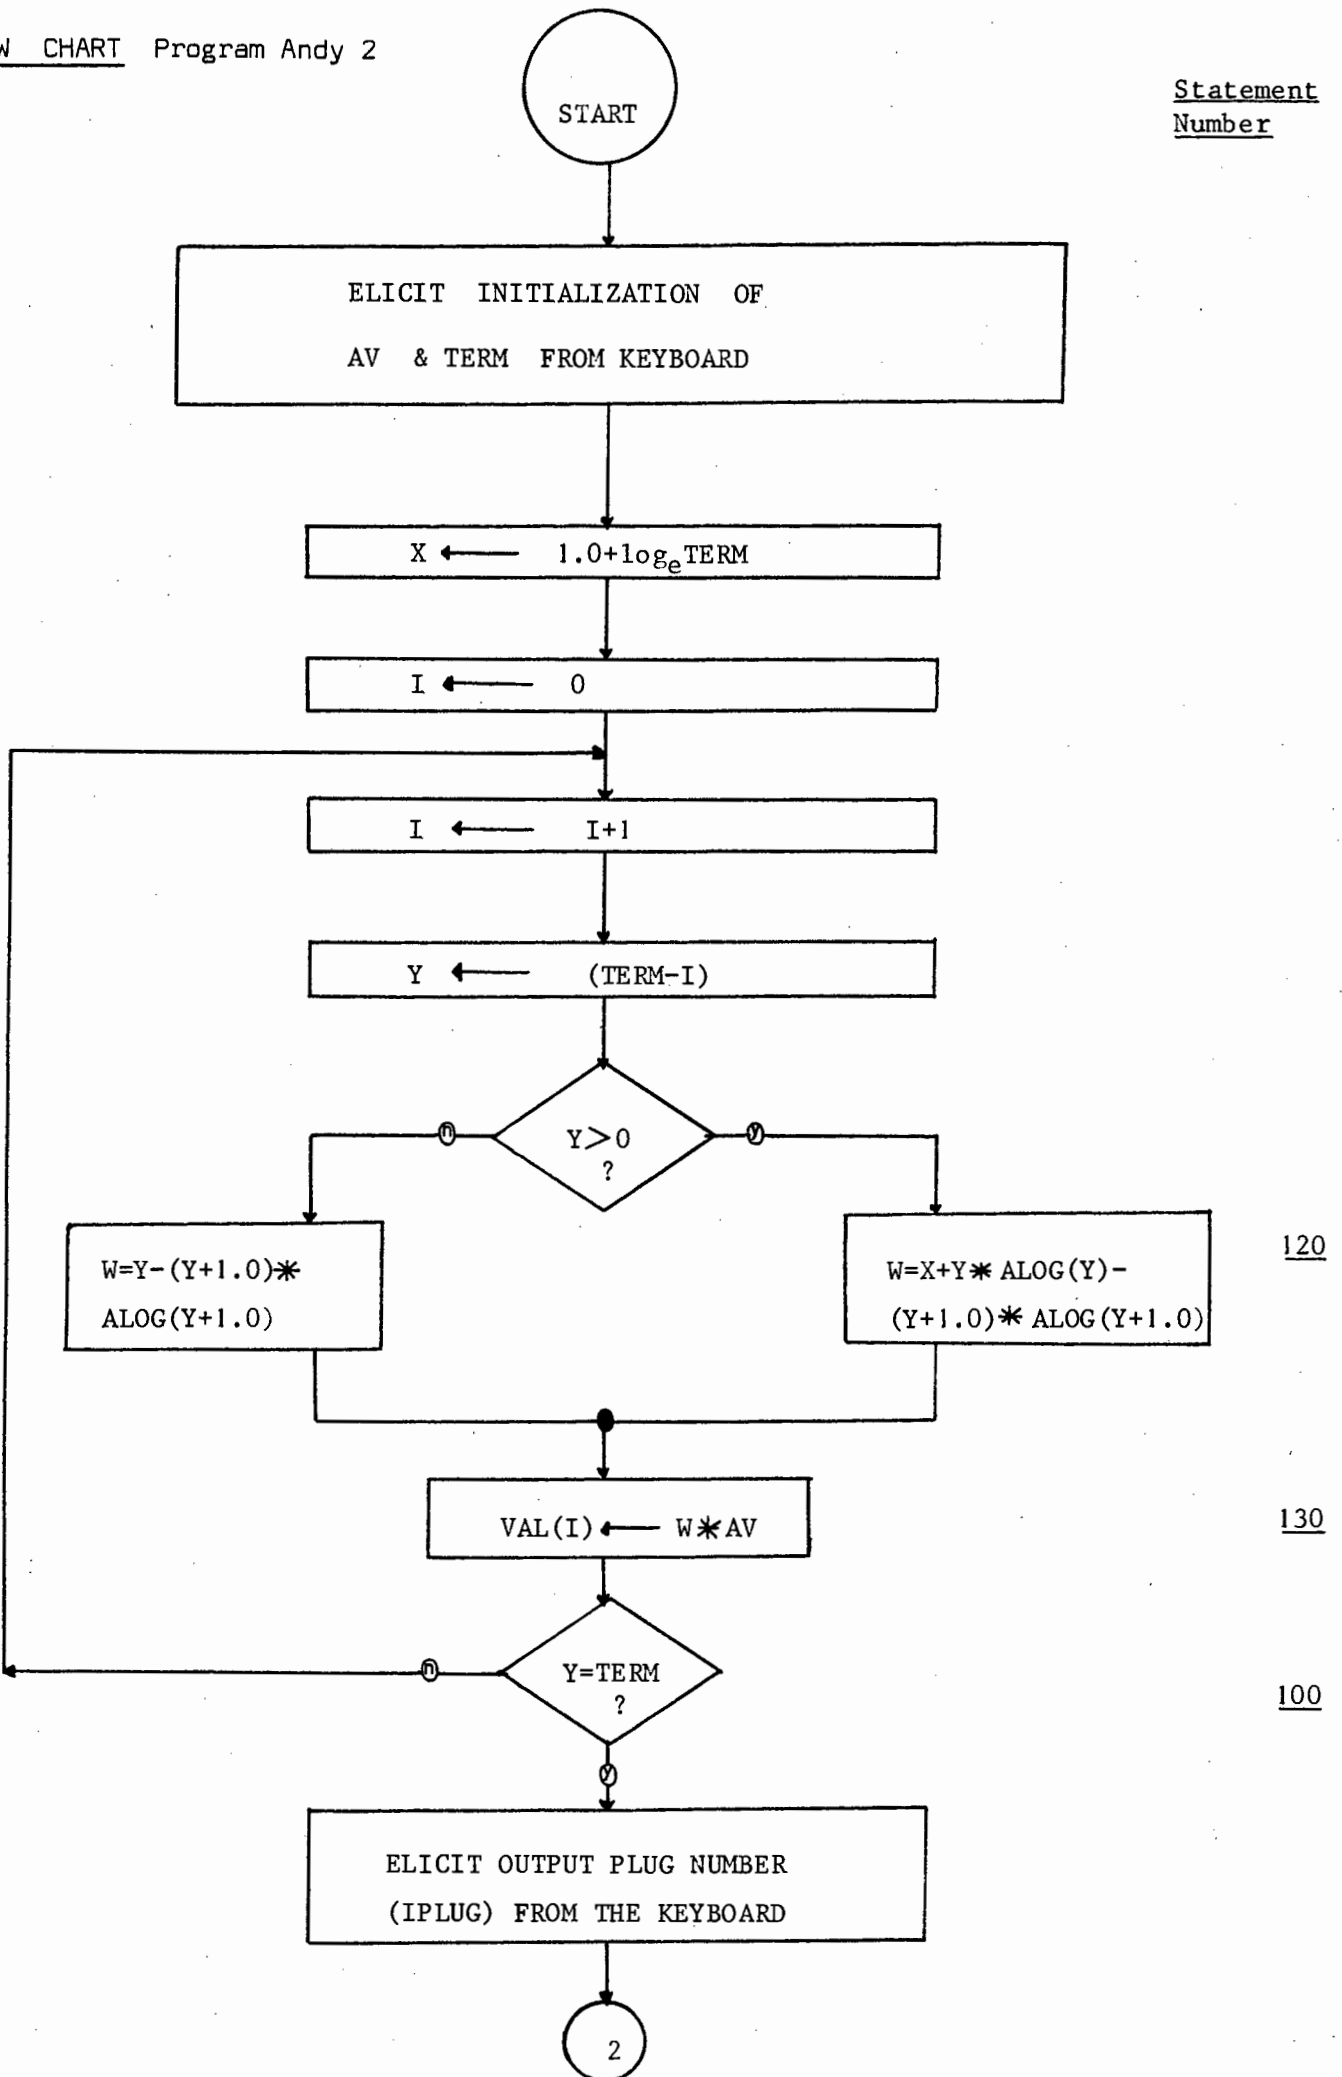 W CHART Program Andy 2
Statement
Number
START
ELICIT INITIALIZATION OF
AV & TERM FROM KEYBOARD
X ← 1.0+logeTERM
I ← 0
I ← I+1
Y ← (TERM-I)
n
Y>0
?
y
W=Y-(Y+1.0)*
ALOG(Y+1.0)
W=X+Y* ALOG(Y)-
(Y+1.0)* ALOG(Y+1.0)
120
VAL(I) ← W*AV
130
n
Y=TERM
?
100
y
ELICIT OUTPUT PLUG NUMBER
(IPLUG) FROM THE KEYBOARD
2